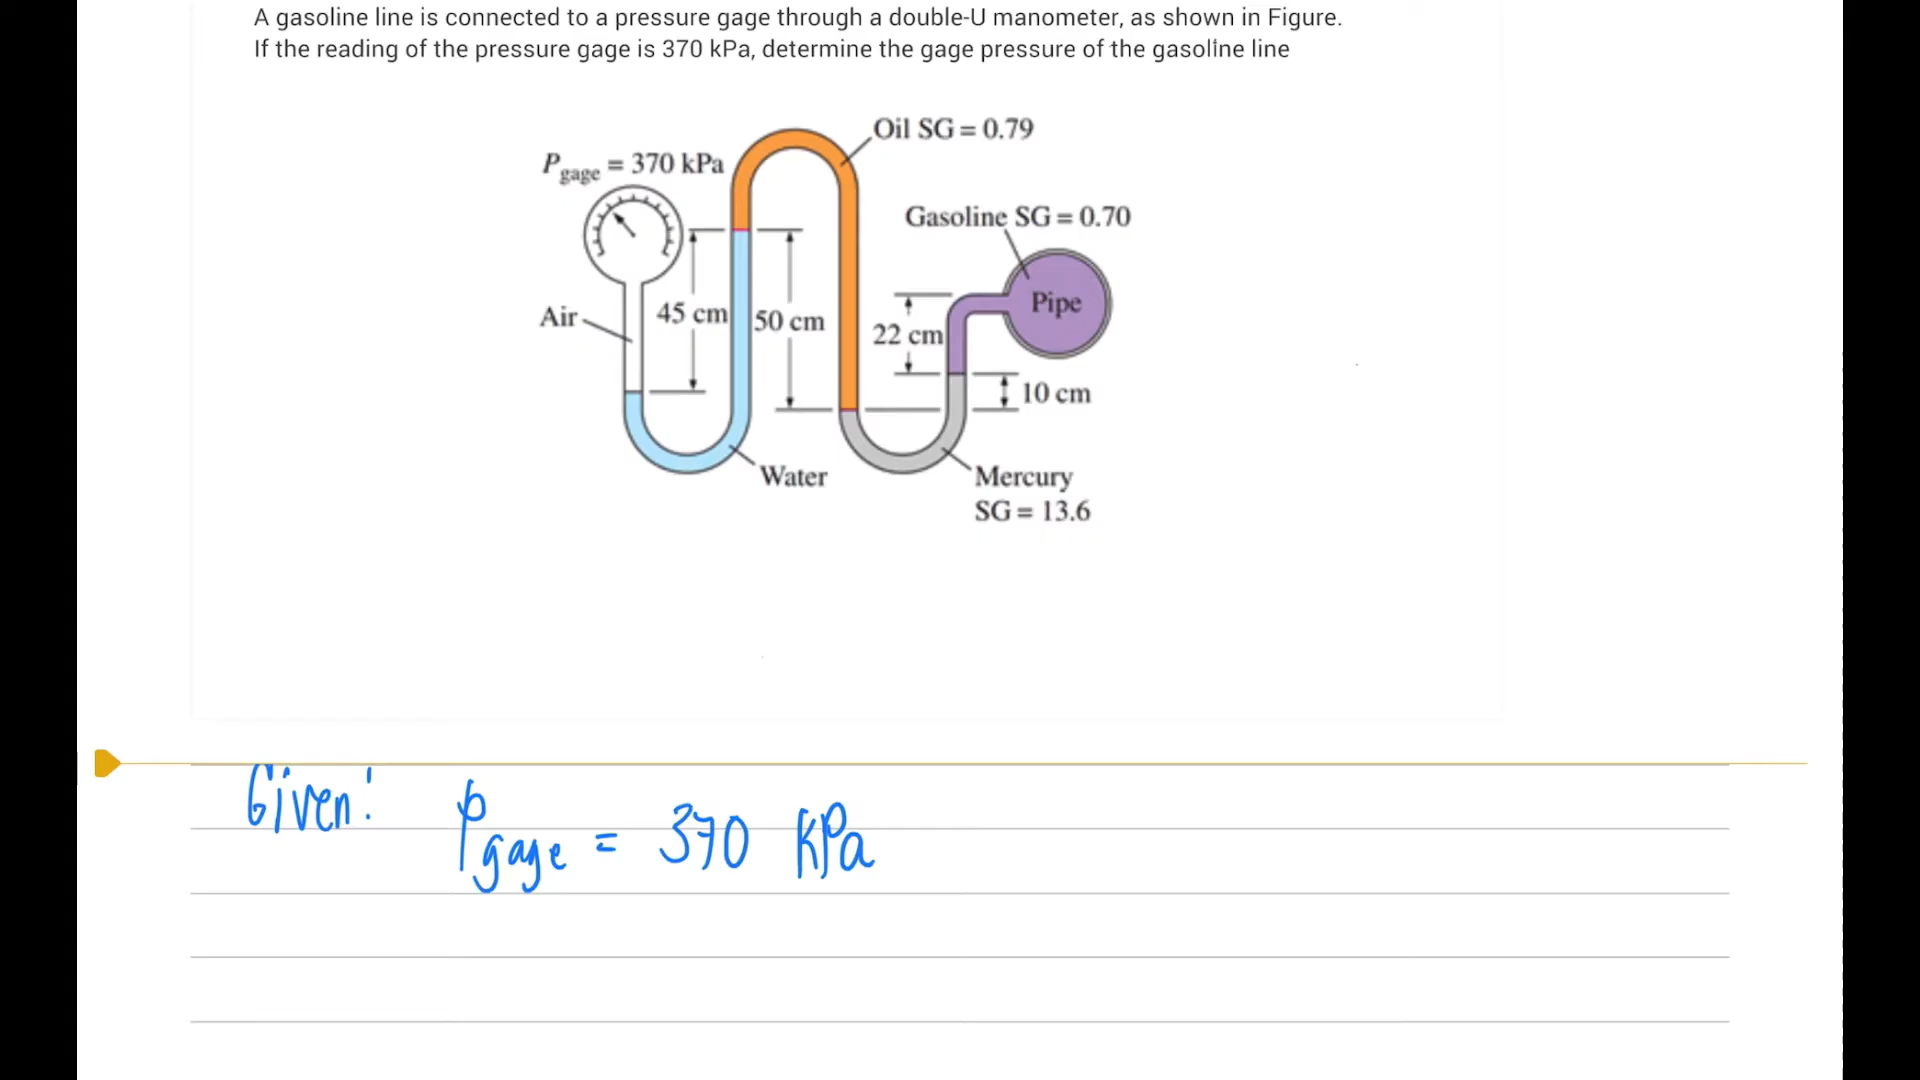 A gasoline line is connected to a pressure gage through a double-U manometer, as shown in Figure.
If the reading of the pressure gage is 370 kPa, determine the gage pressure of the gasoline line
Oil SG = 0.79
Pgage = 370 kPa
Gasoline SG = 0.70
Pipe
Air
45 cm
50 cm
22 cm
10 cm
Water
Mercury
SG = 13.6
Given:
Pgage = 370 kPa